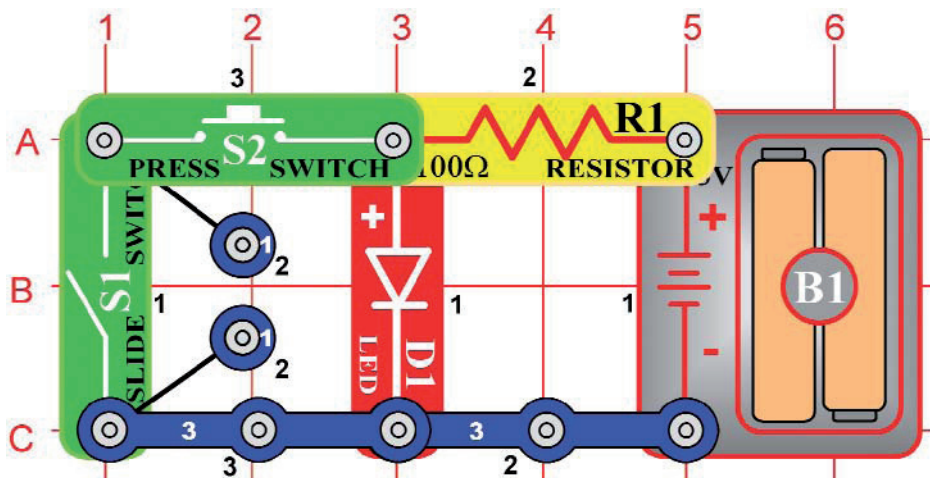 1 2 3 4 5 6
3 2
A
S2 R1
PRESS SWITCH 100Ω RESISTOR
V
SLIDE SWITC
S1
1
1
2
1
2
+
LED
D1
1
+
-
1
B
B1
C
3 3
3 2